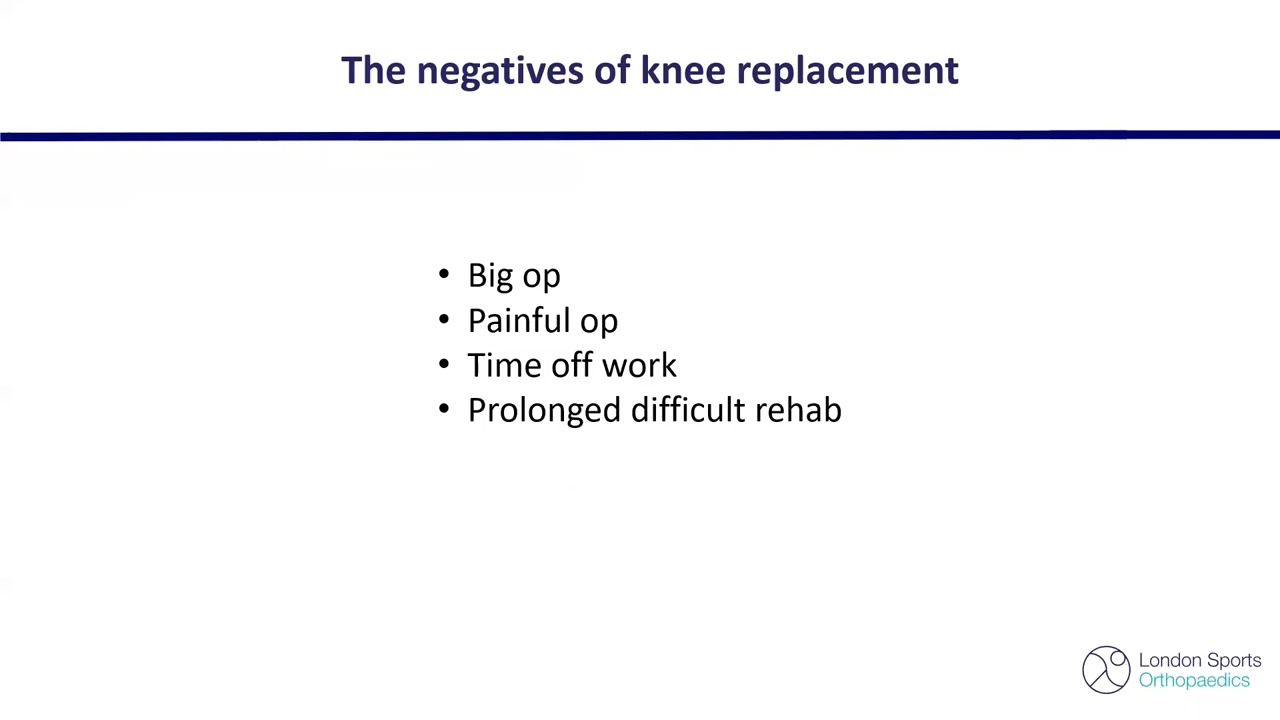 The negatives of knee replacement
• Big op
• Painful op
• Time off work
• Prolonged difficult rehab
London Sports
Orthopaedics